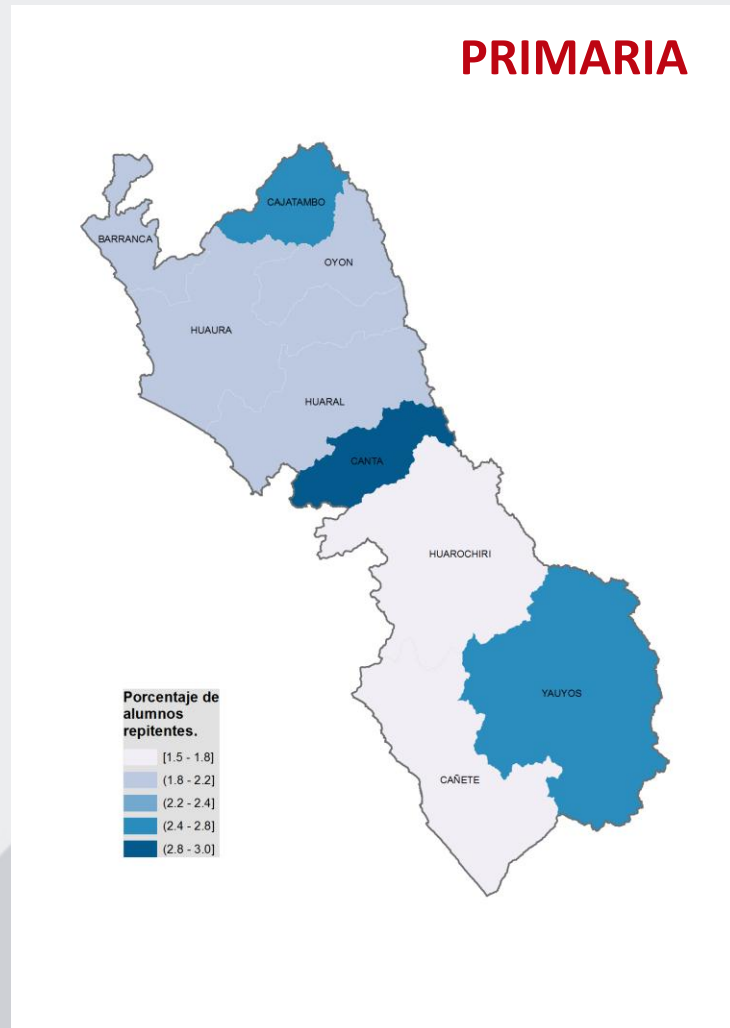 PRIMARIA
CAJATAMBO
BARRANCA
OYON
HUAURA
HUARAL
CANTA
HUAROCHIRI
YAUYOS
CAÑETE
Porcentaje de
alumnos
repitentes.
[1.5 - 1.8]
(1.8 - 2.2]
(2.2 - 2.4]
(2.4 - 2.8]
(2.8 - 3.0]